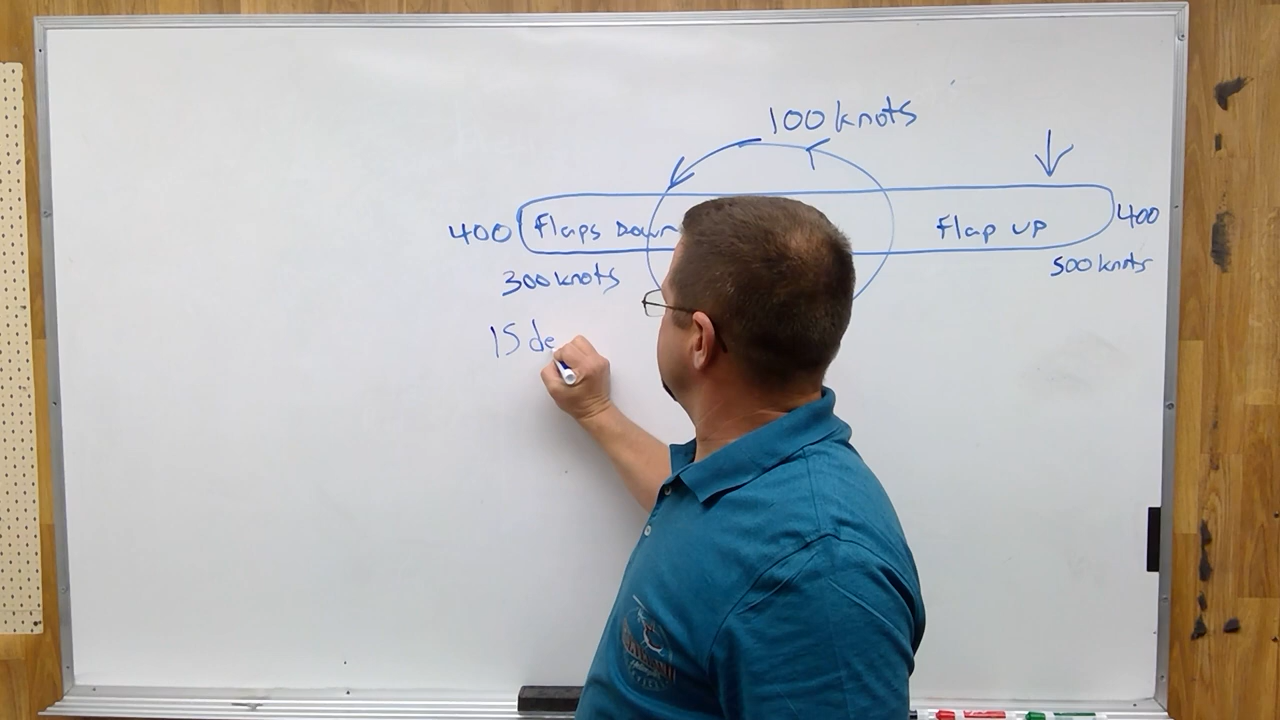 100 knots
400 Flaps Down Flap up 400
300 knots 500 knots
15 de